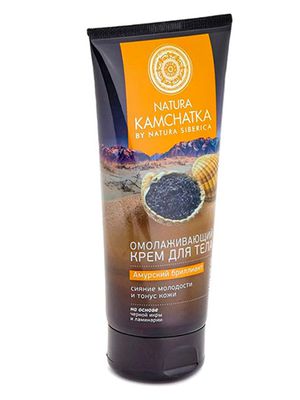 NATURA
KAMCHATKA
BY NATURA SIBERICA
ОМОЛАЖИВАЮЩИЙ
КРЕМ ДЛЯ ТЕЛА
Амурский бриллиант
сияние молодости
и тонус кожи
на основе
черной икры
и ламинарии